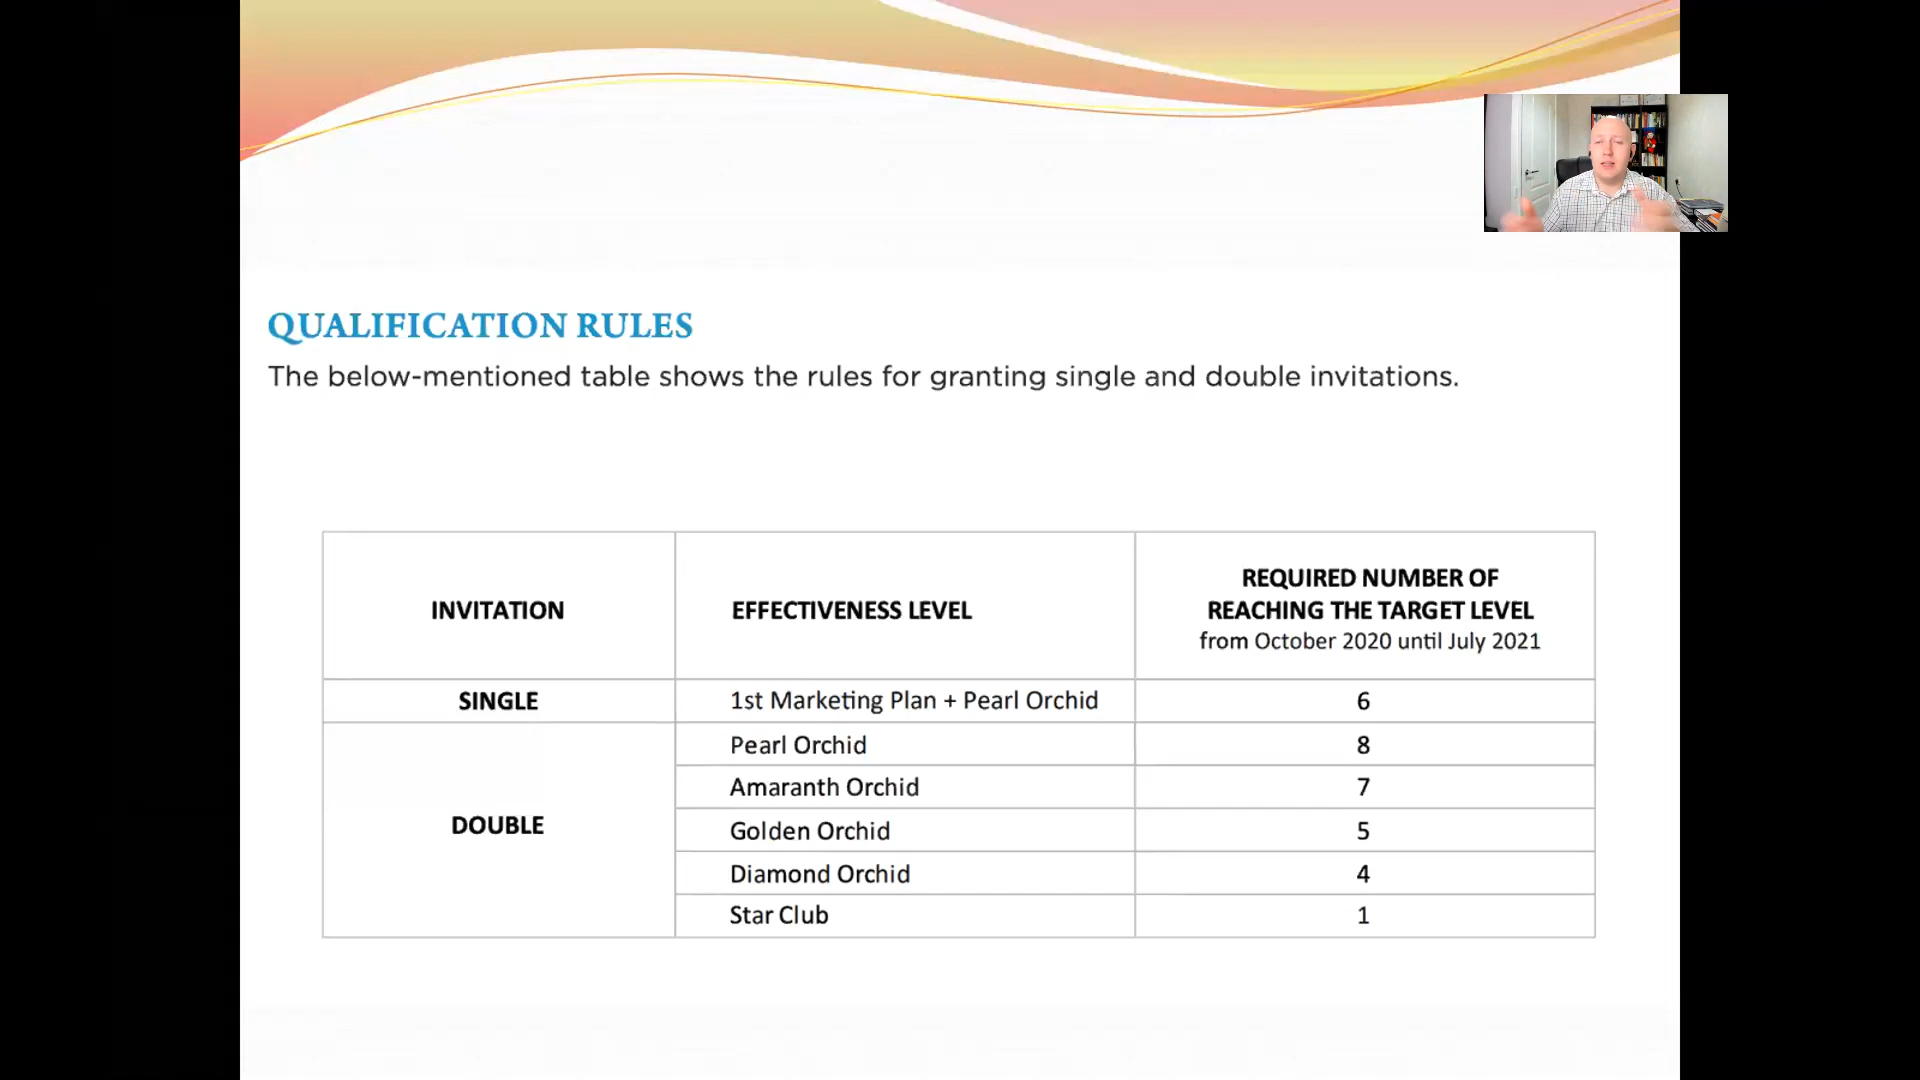 QUALIFICATION RULES
The below-mentioned table shows the rules for granting single and double invitations.
INVITATION
EFFECTIVENESS LEVEL
REQUIRED NUMBER OF
REACHING THE TARGET LEVEL
from October 2020 until July 2021
SINGLE
1st Marketing Plan + Pearl Orchid
6
DOUBLE
Pearl Orchid
8
Amaranth Orchid
7
Golden Orchid
5
Diamond Orchid
4
Star Club
1